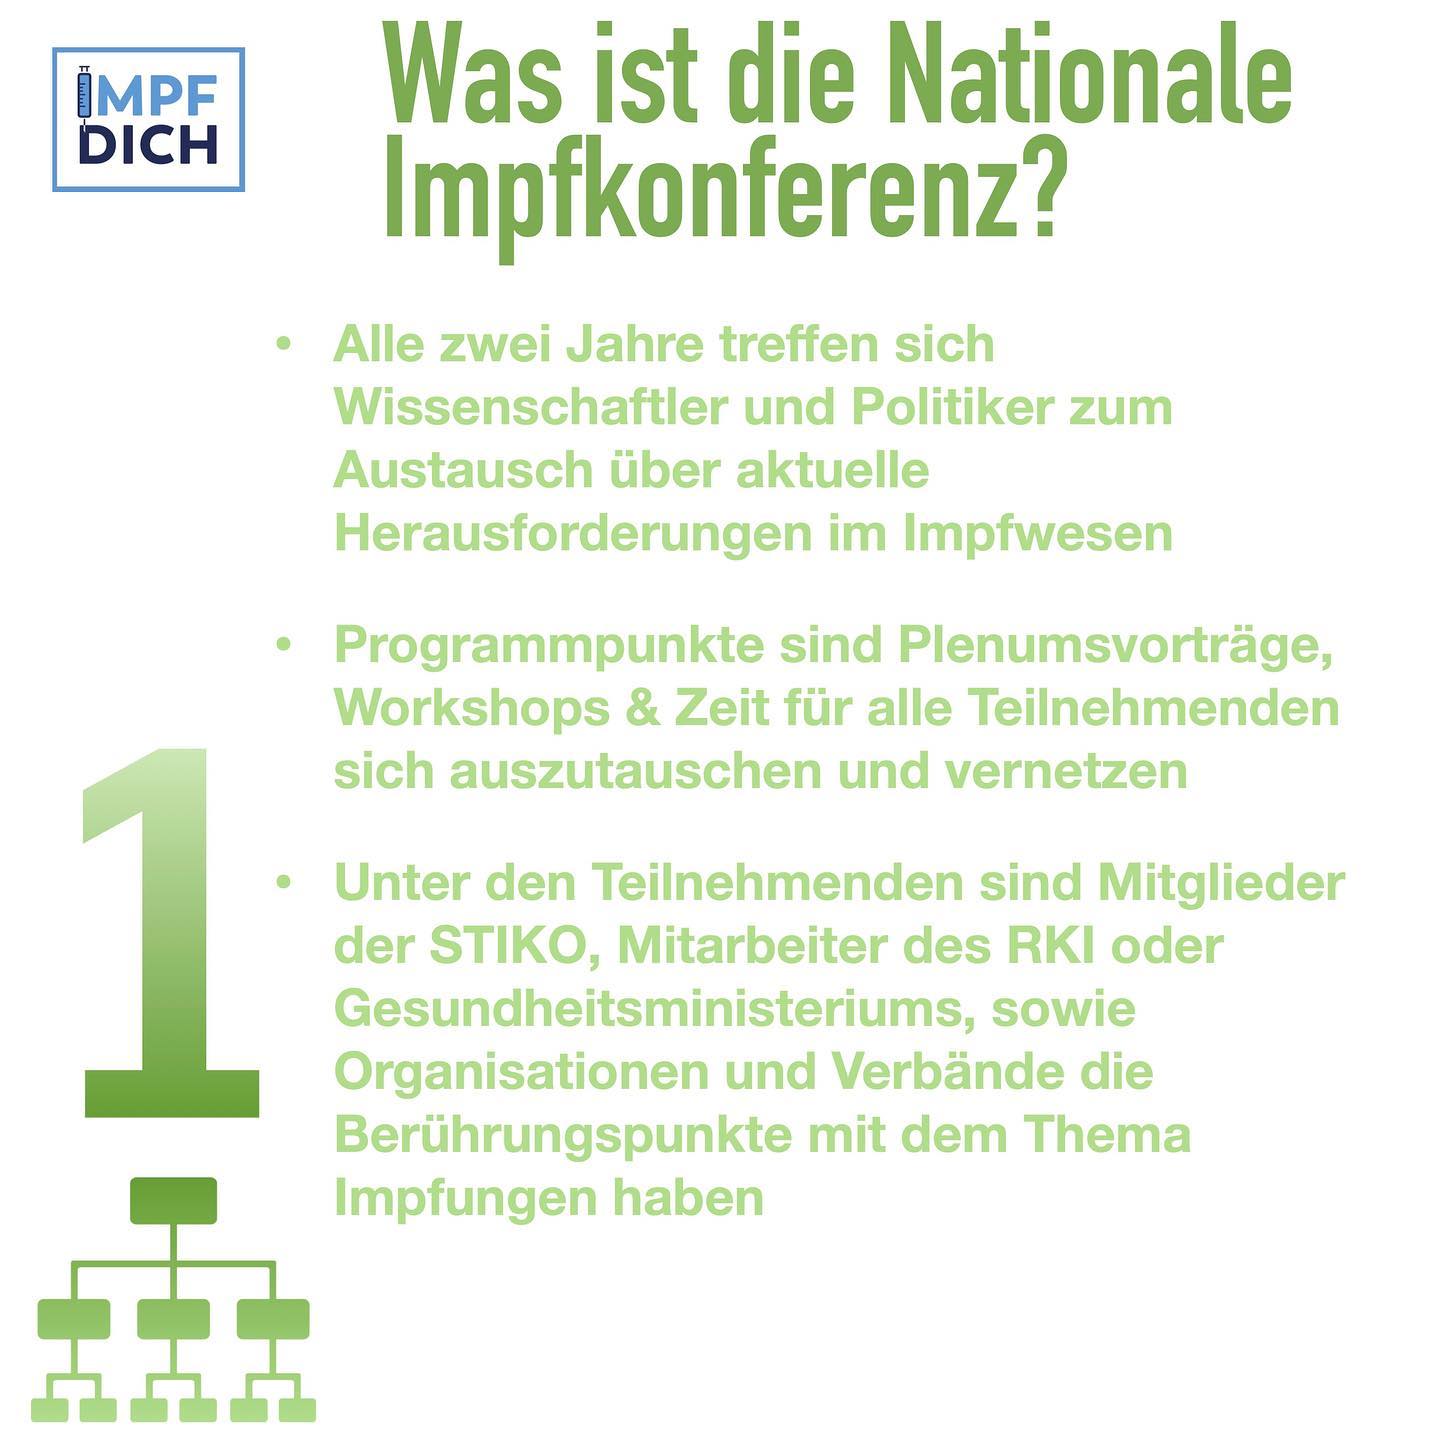 IMPF
DICH
Was ist die Nationale
Impfkonferenz?
• Alle zwei Jahre treffen sich
Wissenschaftler und Politiker zum
Austausch über aktuelle
Herausforderungen im Impfwesen
• Programmpunkte sind Plenumsvorträge,
Workshops & Zeit für alle Teilnehmenden
sich auszutauschen und vernetzen
• Unter den Teilnehmenden sind Mitglieder
der STIKO, Mitarbeiter des RKI oder
Gesundheitsministeriums, sowie
Organisationen und Verbände die
Berührungspunkte mit dem Thema
Impfungen haben
1